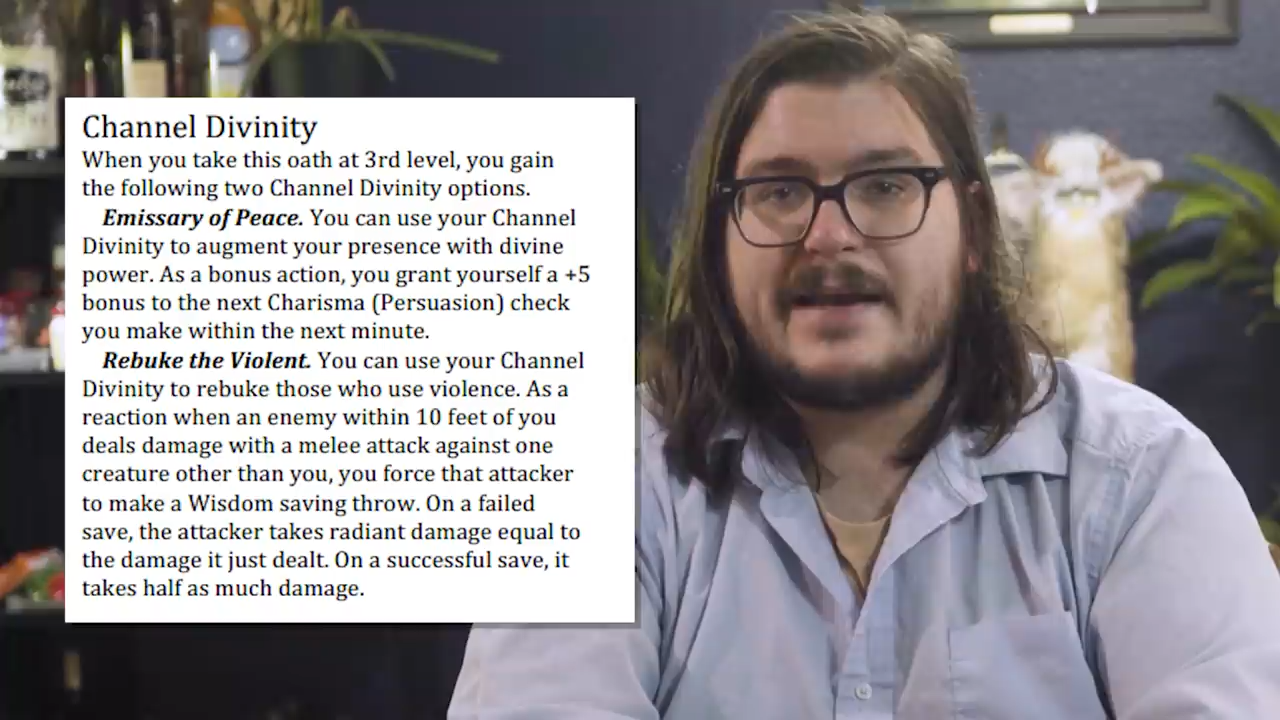 Channel Divinity
When you take this oath at 3rd level, you gain
the following two Channel Divinity options.
Emissary of Peace. You can use your Channel
Divinity to augment your presence with divine
power. As a bonus action, you grant yourself a +5
bonus to the next Charisma (Persuasion) check
you make within the next minute.
Rebuke the Violent. You can use your Channel
Divinity to rebuke those who use violence. As a
reaction when an enemy within 10 feet of you
deals damage with a melee attack against one
creature other than you, you force that attacker
to make a Wisdom saving throw. On a failed
save, the attacker takes radiant damage equal to
the damage it just dealt. On a successful save, it
takes half as much damage.